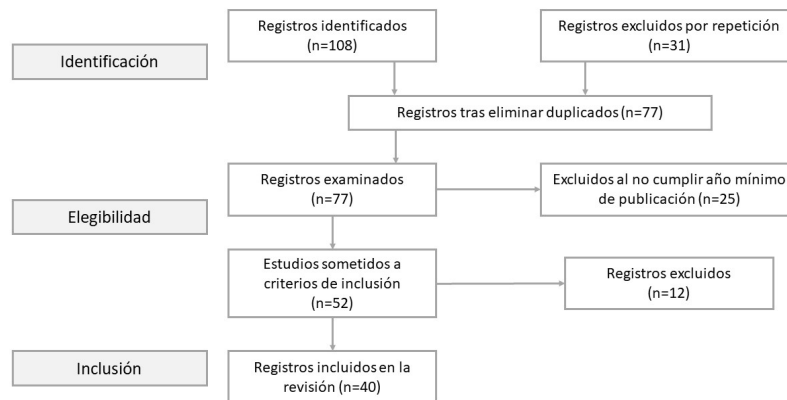 Registros identificados
(n=108)
Registros excluidos por repetición
(n=31)
Identificación
Registros tras eliminar duplicados (n=77)
Registros examinados
(n=77)
Excluidos al no cumplir año mínimo
de publicación (n=25)
Elegibilidad
Estudios sometidos a
criterios de inclusión
(n=52)
Registros excluidos
(n=12)
Inclusión
Registros incluidos en la
revisión (n=40)